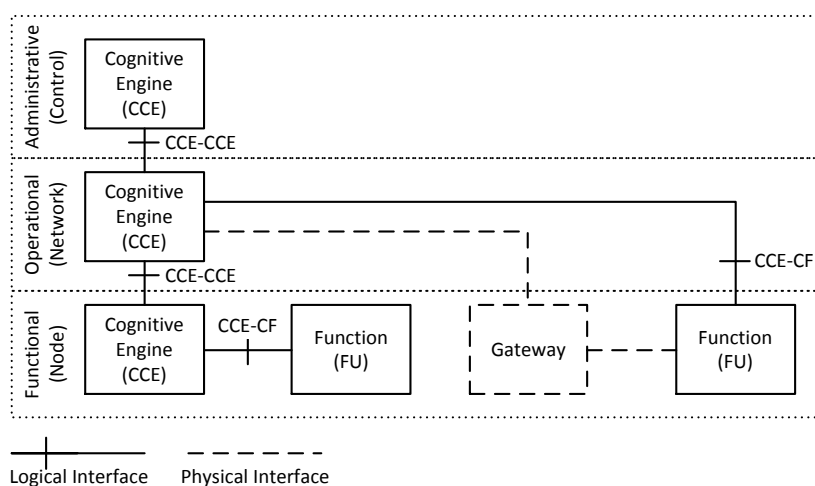 Administrative
(Control)
Cognitive
Engine
(CCE)
CCE-CCE
Operational
(Network)
Cognitive
Engine
(CCE)
CCE-CF
CCE-CCE
Functional
(Node)
Cognitive
Engine
(CCE)
CCE-CF
Function
(FU)
Gateway
Function
(FU)
Logical Interface
Physical Interface